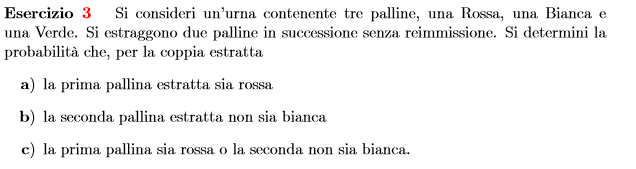 Esercizio 3 Si consideri un'urna contenente tre palline, una Rossa, una Bianca e
una Verde. Si estraggono due palline in successione senza reimmissione. Si determini la
probabilità che, per la coppia estratta
a) la prima pallina estratta sia rossa
b) la seconda pallina estratta non sia bianca
c) la prima pallina sia rossa o la seconda non sia bianca.